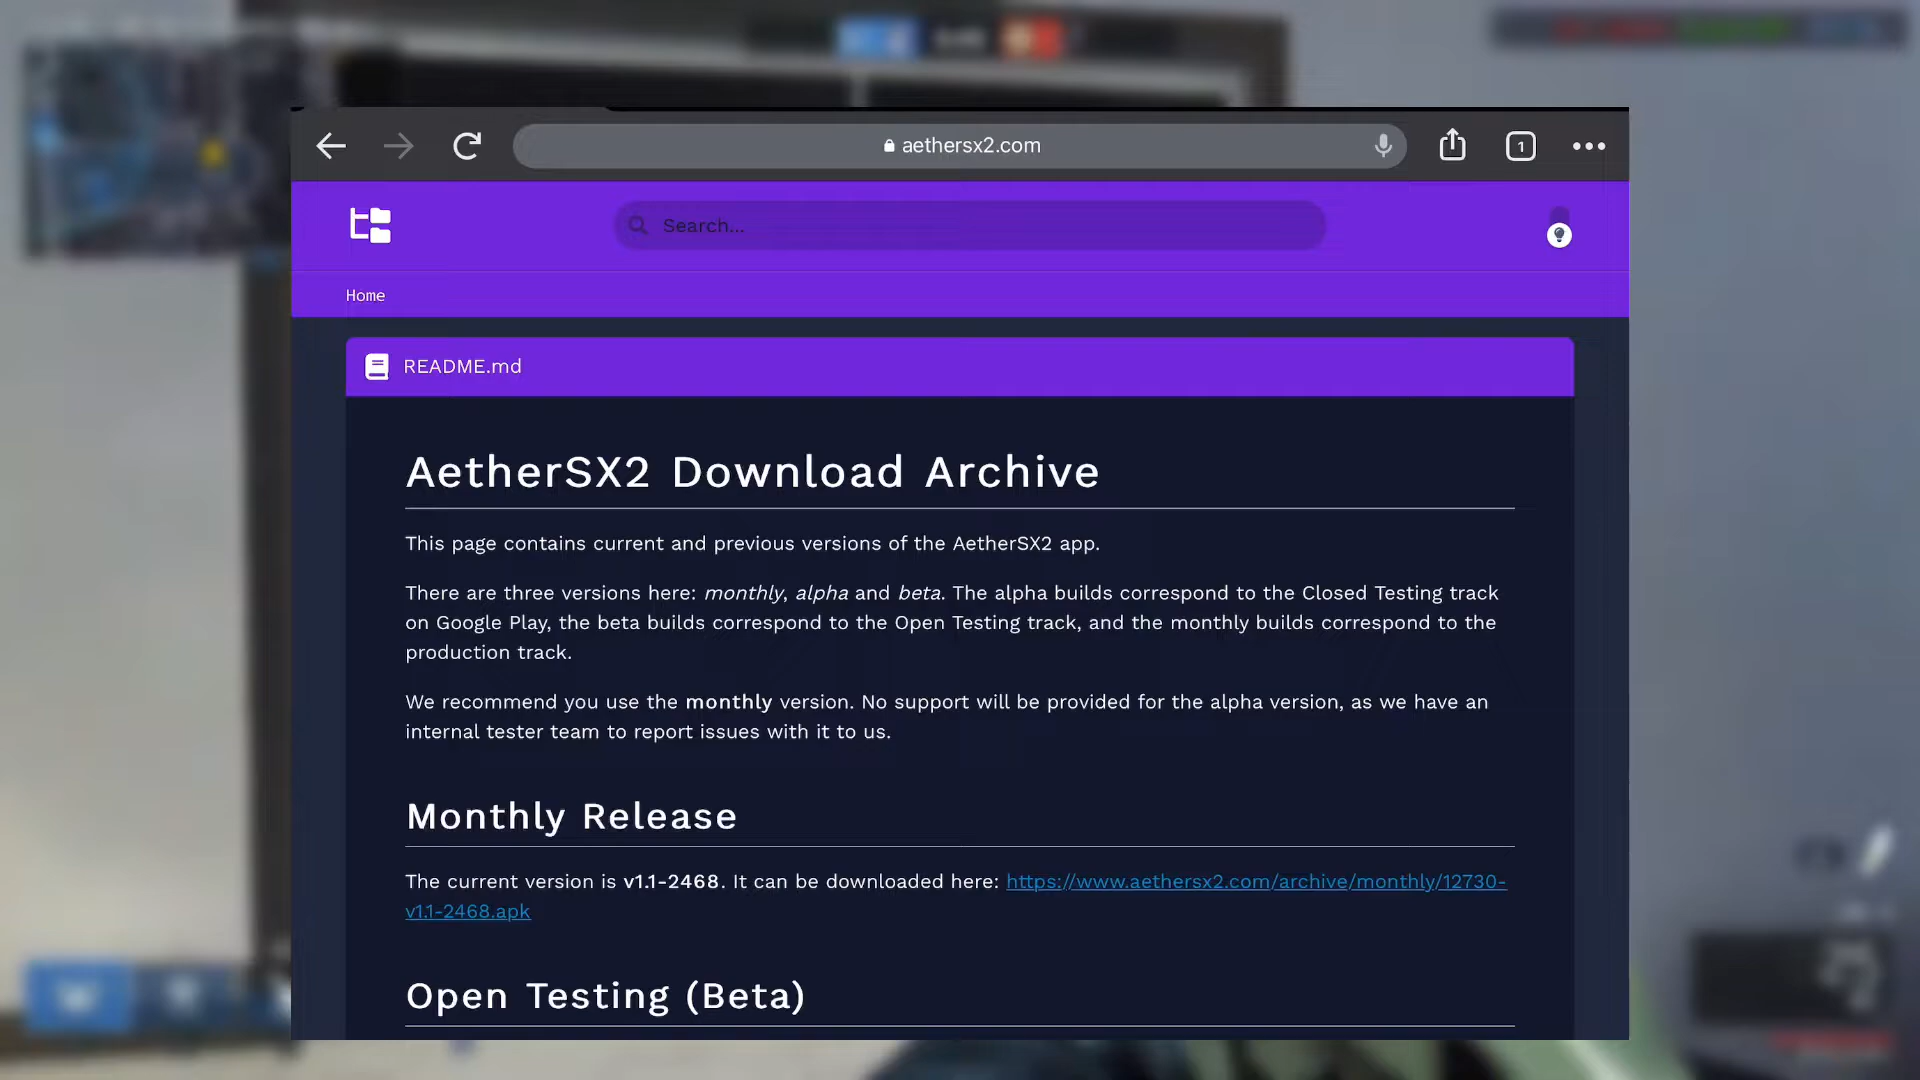 aethersx2.com
1
Search...
Home
README.md
AetherSX2 Download Archive
This page contains current and previous versions of the AetherSX2 app.
There are three versions here: monthly, alpha and beta. The alpha builds correspond to the Closed Testing track
on Google Play, the beta builds correspond to the Open Testing track, and the monthly builds correspond to the
production track.
We recommend you use the monthly version. No support will be provided for the alpha version, as we have an
internal tester team to report issues with it to us.
Monthly Release
The current version is v1.1-2468. It can be downloaded here: https://www.aethersx2.com/archive/monthly/12730-
v1.1-2468.apk
Open Testing (Beta)